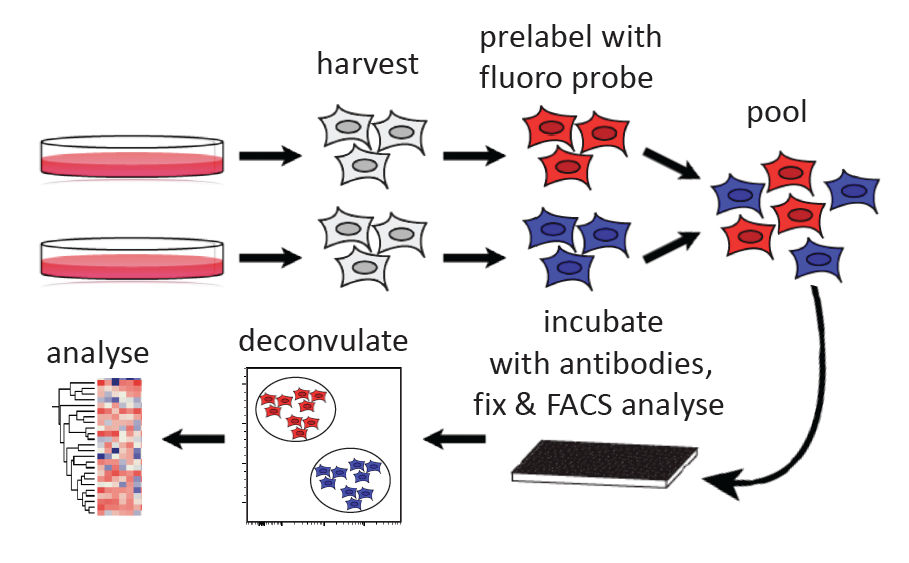 harvest
prelabel with
fluoro probe
pool
incubate
with antibodies,
fix & FACS analyse
deconvulate
analyse